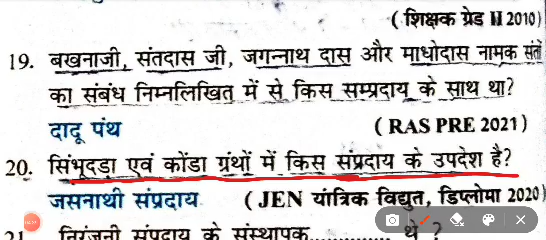 ( शिक्षक ग्रेड II 2010)
19. बखनाजी, संतदास जी, जगन्नाथ दास और माधोदास नामक संतों
का संबंध निम्नलिखित में से किस सम्प्रदाय के साथ था?
दादू पंथ ( RAS PRE 2021)
20. सिंभूदड़ा एवं कोंडा ग्रंथों में किस संप्रदाय के उपदेश है?
जसनाथी संप्रदाय ( JEN यांत्रिक विद्युत, डिप्लोमा 2020)
21. निरंजनी संप्रदाय के संस्थापक.............. थे ?